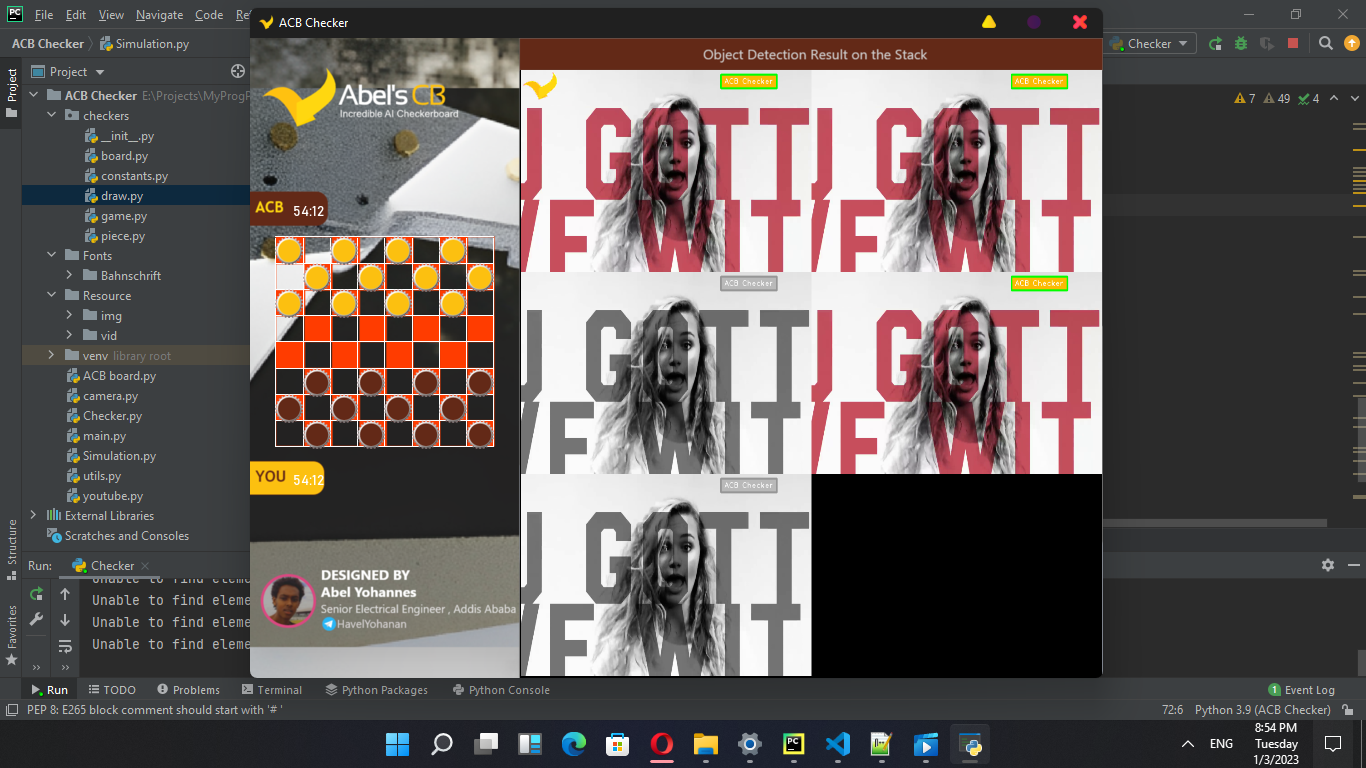 File Edit View Navigate Code
ACB Checker
ACB Checker Simulation.py
Checker
Project
Project
ACB Checker E:\Projects\MyProgP
checkers
__init__.py
board.py
constants.py
draw.py
game.py
piece.py
Fonts
Bahnschrift
Resource
img
vid
venv library root
ACB board.py
camera.py
Checker.py
main.py
Simulation.py
utils.py
youtube.py
External Libraries
Scratches and Consoles
Structure
Favorites
7 49 4
Abel's CB
Incredible AI Checkerboard
ACB 54:12
YOU 54:12
DESIGNED BY
Abel Yohannes
Senior Electrical Engineer , Addis Ababa
HavelYohanan
Object Detection Result on the Stack
ACB Checker
ACB Checker
U GOTT
U GOTT
VE WIT
VE WIT
ACB Checker
ACB Checker
U GOTT
U GOTT
VE WIT
VE WIT
ACB Checker
U GOTT
VE WIT
Run: Checker
Unable to find eleme
Unable to find eleme
Unable to find eleme
Unable to find eleme
Run TODO Problems Terminal Python Packages Python Console
1 Event Log
PEP 8: E265 block comment should start with '# '
72:6 Python 3.9 (ACB Checker)
ENG
8:54 PM
Tuesday
1/3/2023